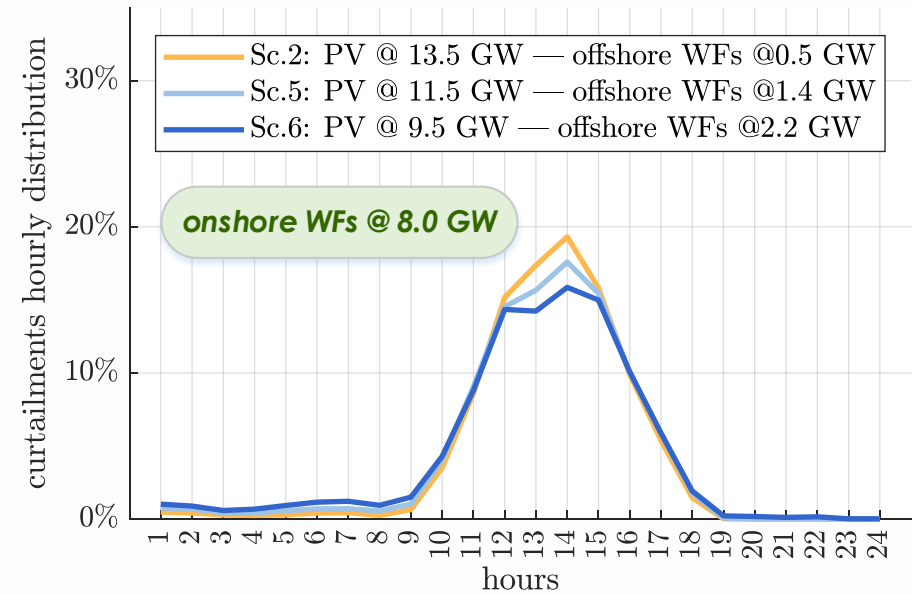 curtailments hourly distribution
30%
20%
10%
0%
Sc.2: PV @ 13.5 GW — offshore WFs @0.5 GW
Sc.5: PV @ 11.5 GW — offshore WFs @1.4 GW
Sc.6: PV @ 9.5 GW — offshore WFs @2.2 GW
onshore WFs @ 8.0 GW
1 2 3 4 5 6 7 8 9 10 11 12 13 14 15 16 17 18 19 20 21 22 23 24
hours